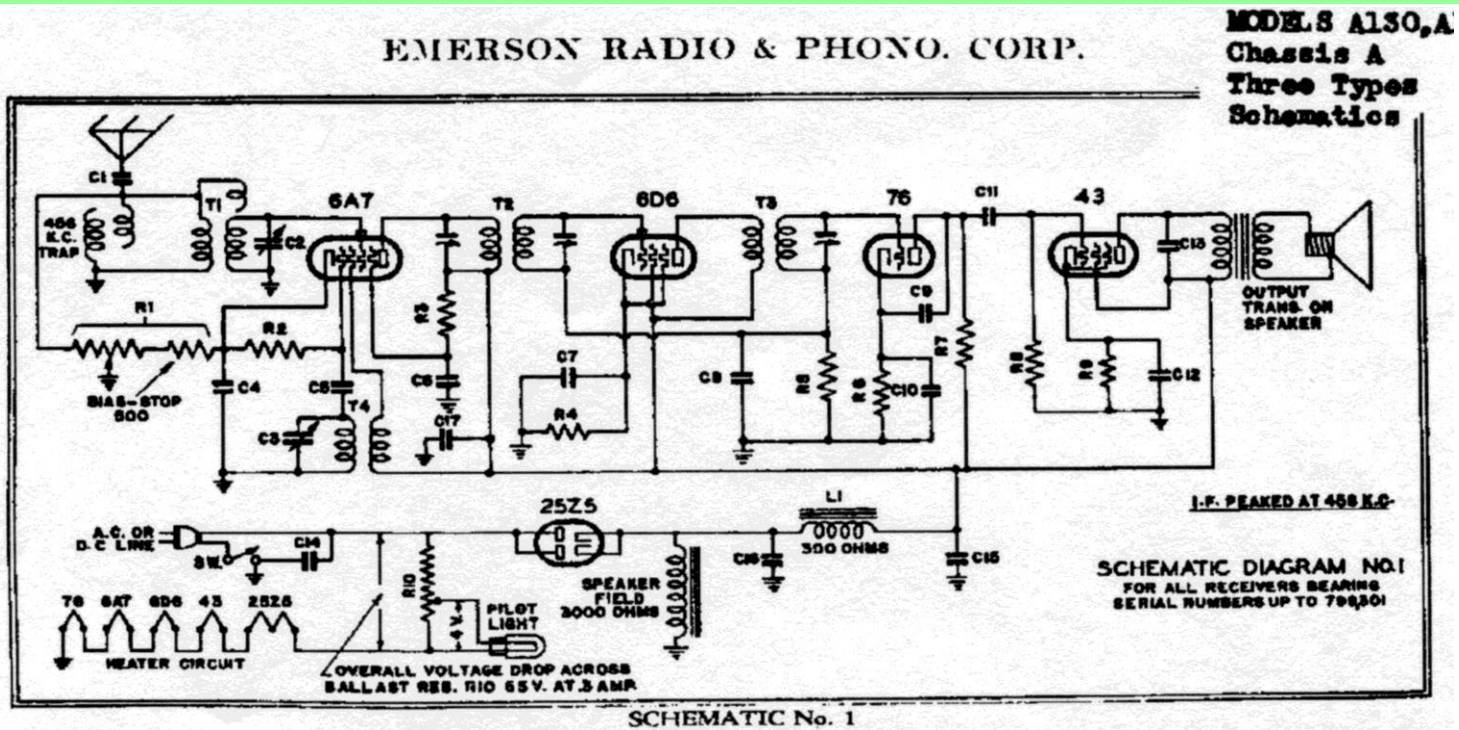 MODELS A130,A
EMERSON RADIO & PHONO. CORP.
Chassis A
Three Types
Schematics
C1
T1
456
K.C.
TRAP
6A7
C2
T2
6D6
T3
76
C11
43
C13
OUTPUT
TRANS. ON
SPEAKER
R1
R2
R3
C9
R7
C4
C5
C6
C7
C8
R5
R6
C10
R8
R9
C12
BIAS-STOP
500
T4
C3
C17
R4
25Z5
L1
300 OHMS
I.F. PEAKED AT 456 K.C.
A.C. OR
D.C LINE
SW.
C14
R10
C16
C15
SPEAKER
FIELD
3000 OHMS
SCHEMATIC DIAGRAM NO.1
FOR ALL RECEIVERS BEARING
SERIAL NUMBERS UP TO 799,501
76 6A7 6D6 43 25Z5
4 V.
PILOT
LIGHT
HEATER CIRCUIT
OVERALL VOLTAGE DROP ACROSS
BALLAST RES. R10 65 V. AT .3 AMP.
SCHEMATIC No. 1